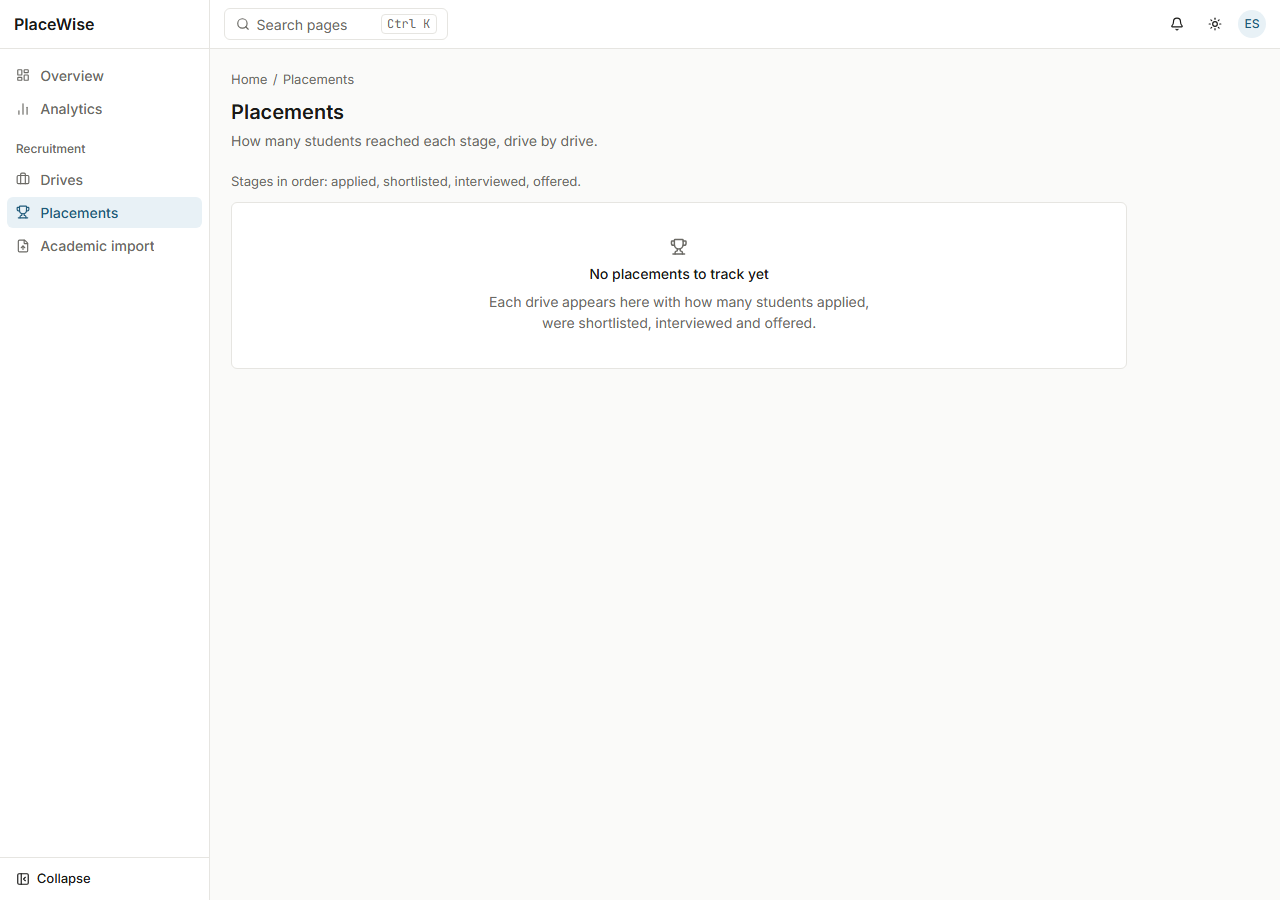 PlaceWise
Search pages
Ctrl K
ES
Overview
Analytics
Recruitment
Drives
Placements
Academic import
Collapse
Home / Placements
Placements
How many students reached each stage, drive by drive.
Stages in order: applied, shortlisted, interviewed, offered.
No placements to track yet
Each drive appears here with how many students applied,
were shortlisted, interviewed and offered.